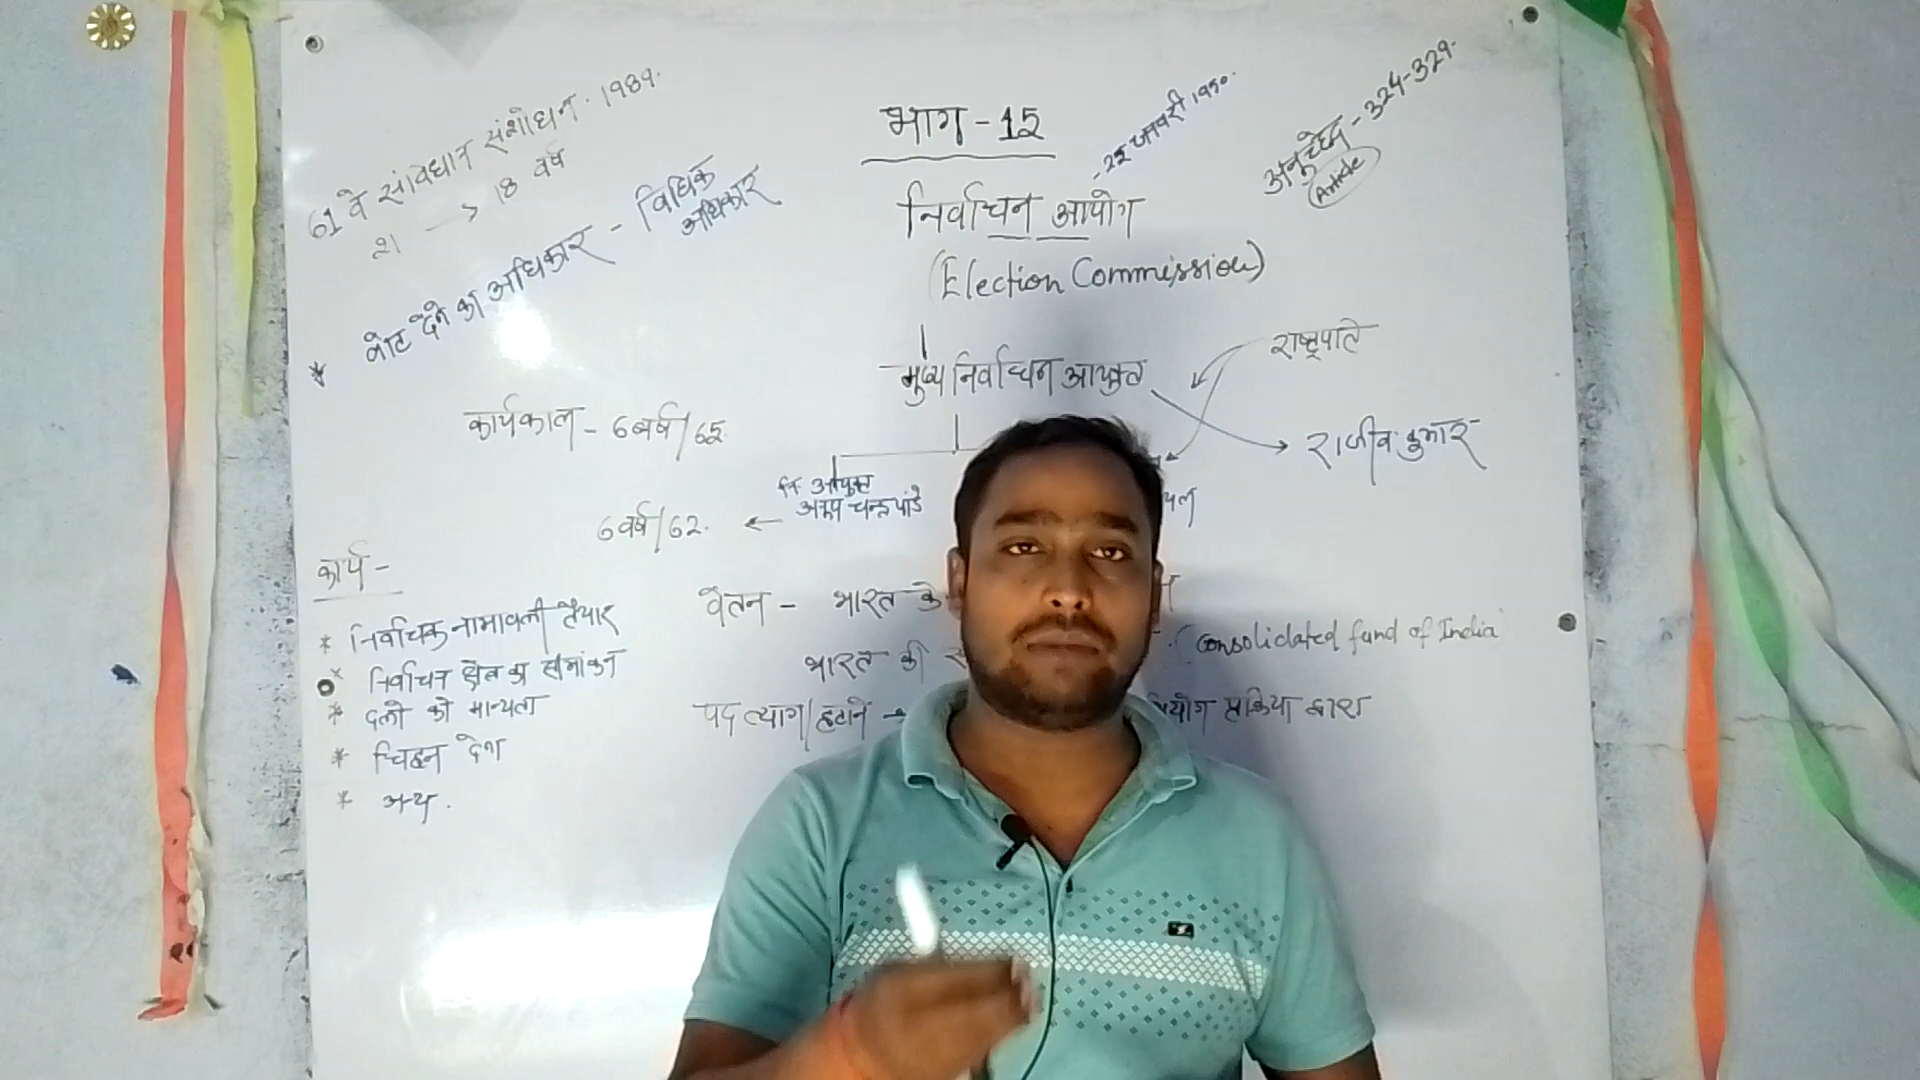 61वे संविधान संशोधन. 1989.
21 → 18 वर्ष
* वोट देने का अधिकार - विधिक अधिकार
भाग - 15
25 जनवरी 1950.
अनुच्छेद - 324-329.
Article
निर्वाचन आयोग
(Election Commission)
मुख्य निर्वाचन आयुक्त
राष्ट्रपति
राजीव कुमार
कार्यकाल - 6 वर्ष / 65
नि. आयुक्त
अनूप चन्द्र पांडे
6 वर्ष / 62. ←
कार्य -
* निर्वाचक नामावली तैयार
* निर्वाचन क्षेत्र का सीमांकन
* दलों को मान्यता
* चिह्न देना
* अन्य.
वेतन - भारत के
भारत की
(Consolidated fund of India
पद त्याग / हटाने →
प्रक्रिया द्वारा